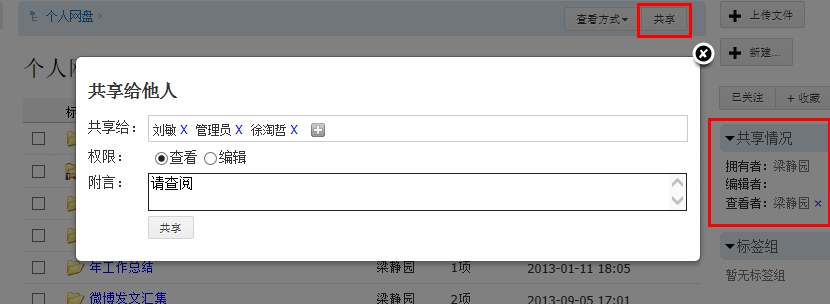 个人网盘
查看方式
共享
上传文件
新建...
个人网
已关注
+ 收藏
共享给他人
共享给： 刘敏 X 管理员 X 徐淘哲 X
权限： 查看 编辑
附言： 请查阅
共享
共享情况
拥有者：梁静园
编辑者：
查看者：梁静园 ×
标签组
暂无标签组
年工作总结 梁静园 1项 2013-01-11 18:05
微博发文汇集 梁静园 2项 2013-09-05 17:01